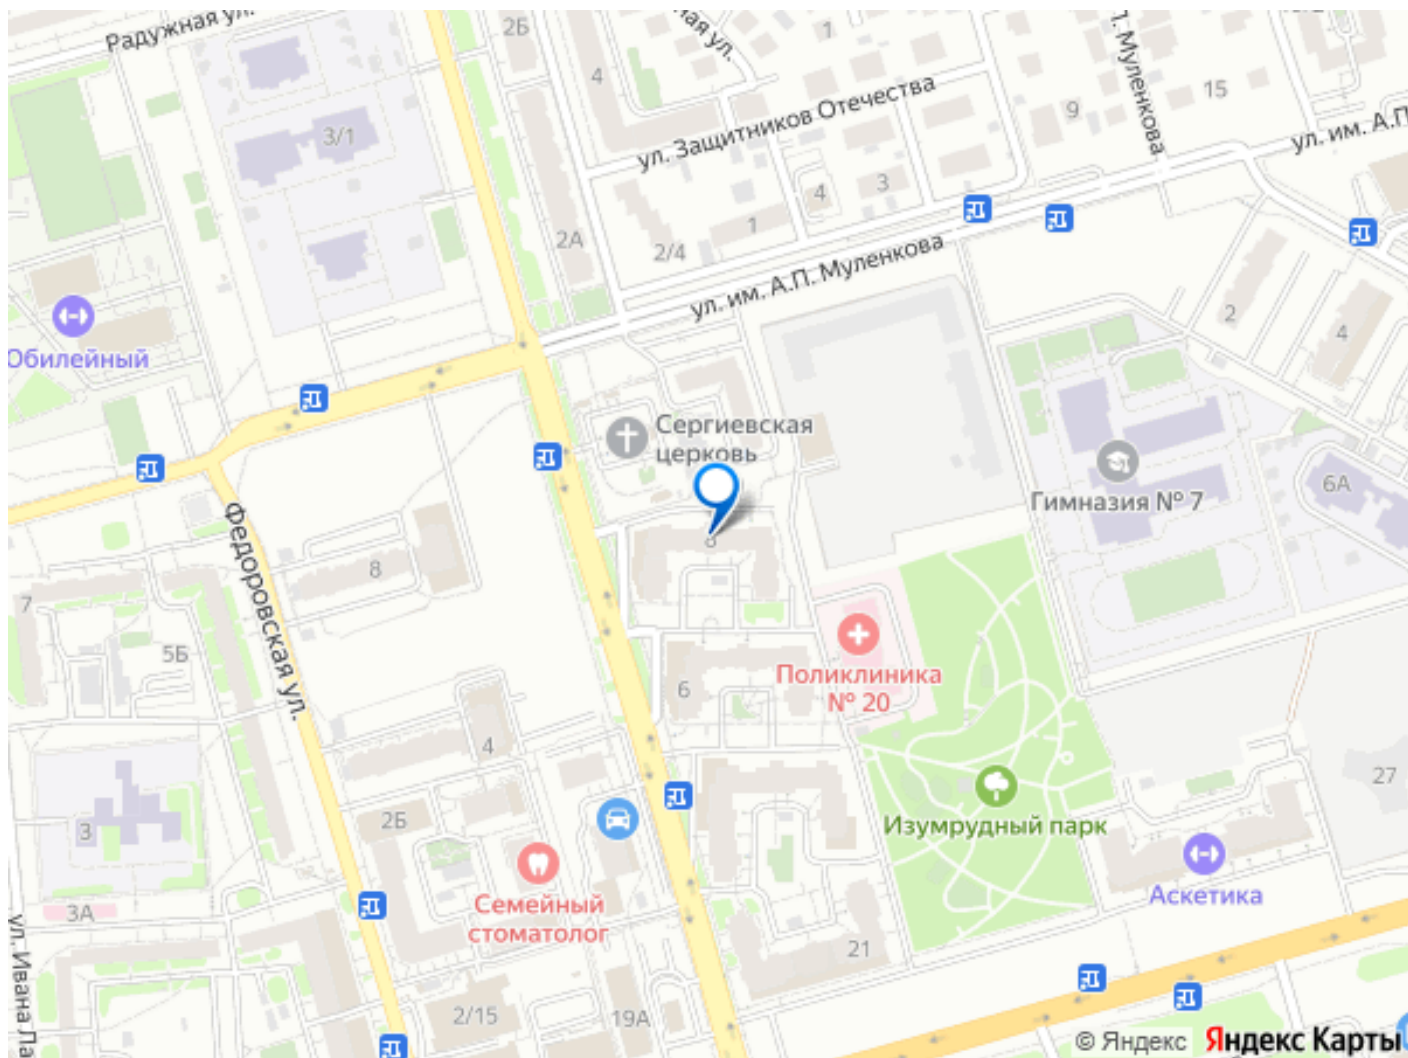 Радужная ул.
2Б
ная ул.
1
4
ул. Защитников Отечества
П. Муленкова
15
9
ул. им. А.П
3/1
3
4
1
2А
2/4
ул. им. А.П. Муленкова
2
4
Юбилейный
Сергиевская
церковь
Гимназия № 7
6А
Федоровская ул.
8
7
5Б
Поликлиника
№ 20
6
4
27
3
2Б
Изумрудный парк
Аскетика
Семейный
стоматолог
3А
ул. Ивана Ла
21
2/15
19А
© Яндекс
Яндекс Карты